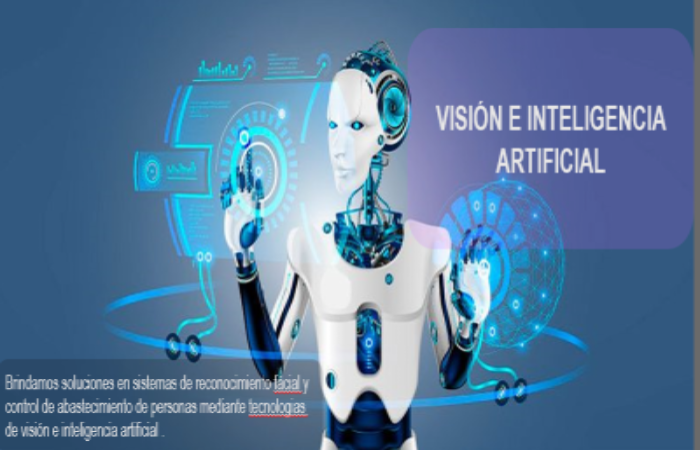 VISIÓN E INTELIGENCIA
ARTIFICIAL
Brindamos soluciones en sistemas de reconocimiento facial y
control de abastecimiento de personas mediante tecnologias
de visión e inteligencia artificial .